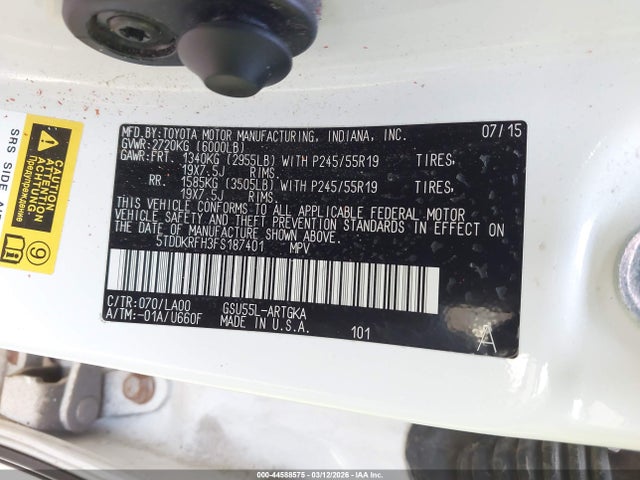 MFD.BY:TOYOTA MOTOR MANUFACTURING, INDIANA, INC. 07/15
GVWR:2720KG (6000LB)
GAWR:FRT. 1340KG (2955LB) WITH P245/55R19 TIRES,
19X7.5J RIMS.
RR. 1585KG (3505LB) WITH P245/55R19 TIRES,
19X7.5J RIMS.
THIS VEHICLE CONFORMS TO ALL APPLICABLE FEDERAL MOTOR
VEHICLE SAFETY AND THEFT PREVENTION STANDARDS IN EFFECT ON
THE DATE OF MANUFACTURE SHOWN ABOVE.
5TDDKRFH3FS187401 MPV
C/TR:070/LA00 GSU55L-ARTGKA
A/TM:-01A/U660F MADE IN U.S.A. 101
A
CAUTION
ATTENTION
Предупреждение
SRS SIDE
9
000-44588575 - 03/12/2026 - IAAI.CA